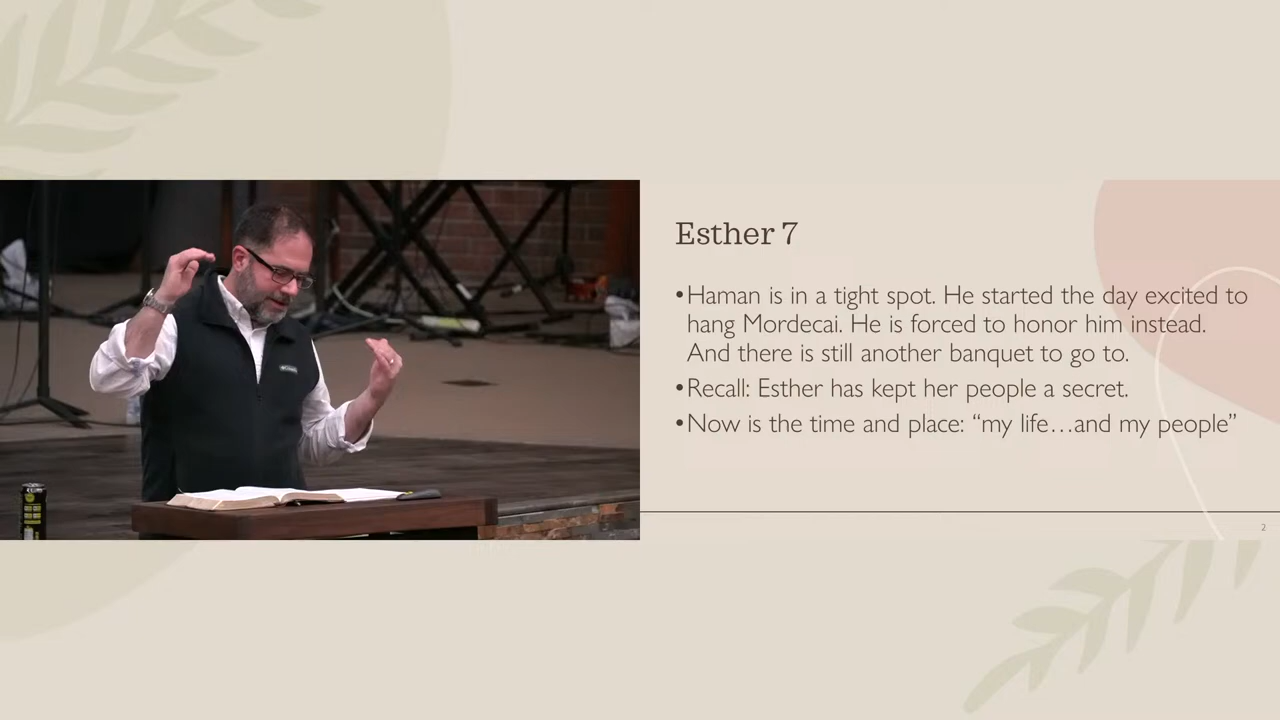 Esther 7
•Haman is in a tight spot. He started the day excited to
hang Mordecai. He is forced to honor him instead.
And there is still another banquet to go to.
•Recall: Esther has kept her people a secret.
•Now is the time and place: “my life…and my people”
2